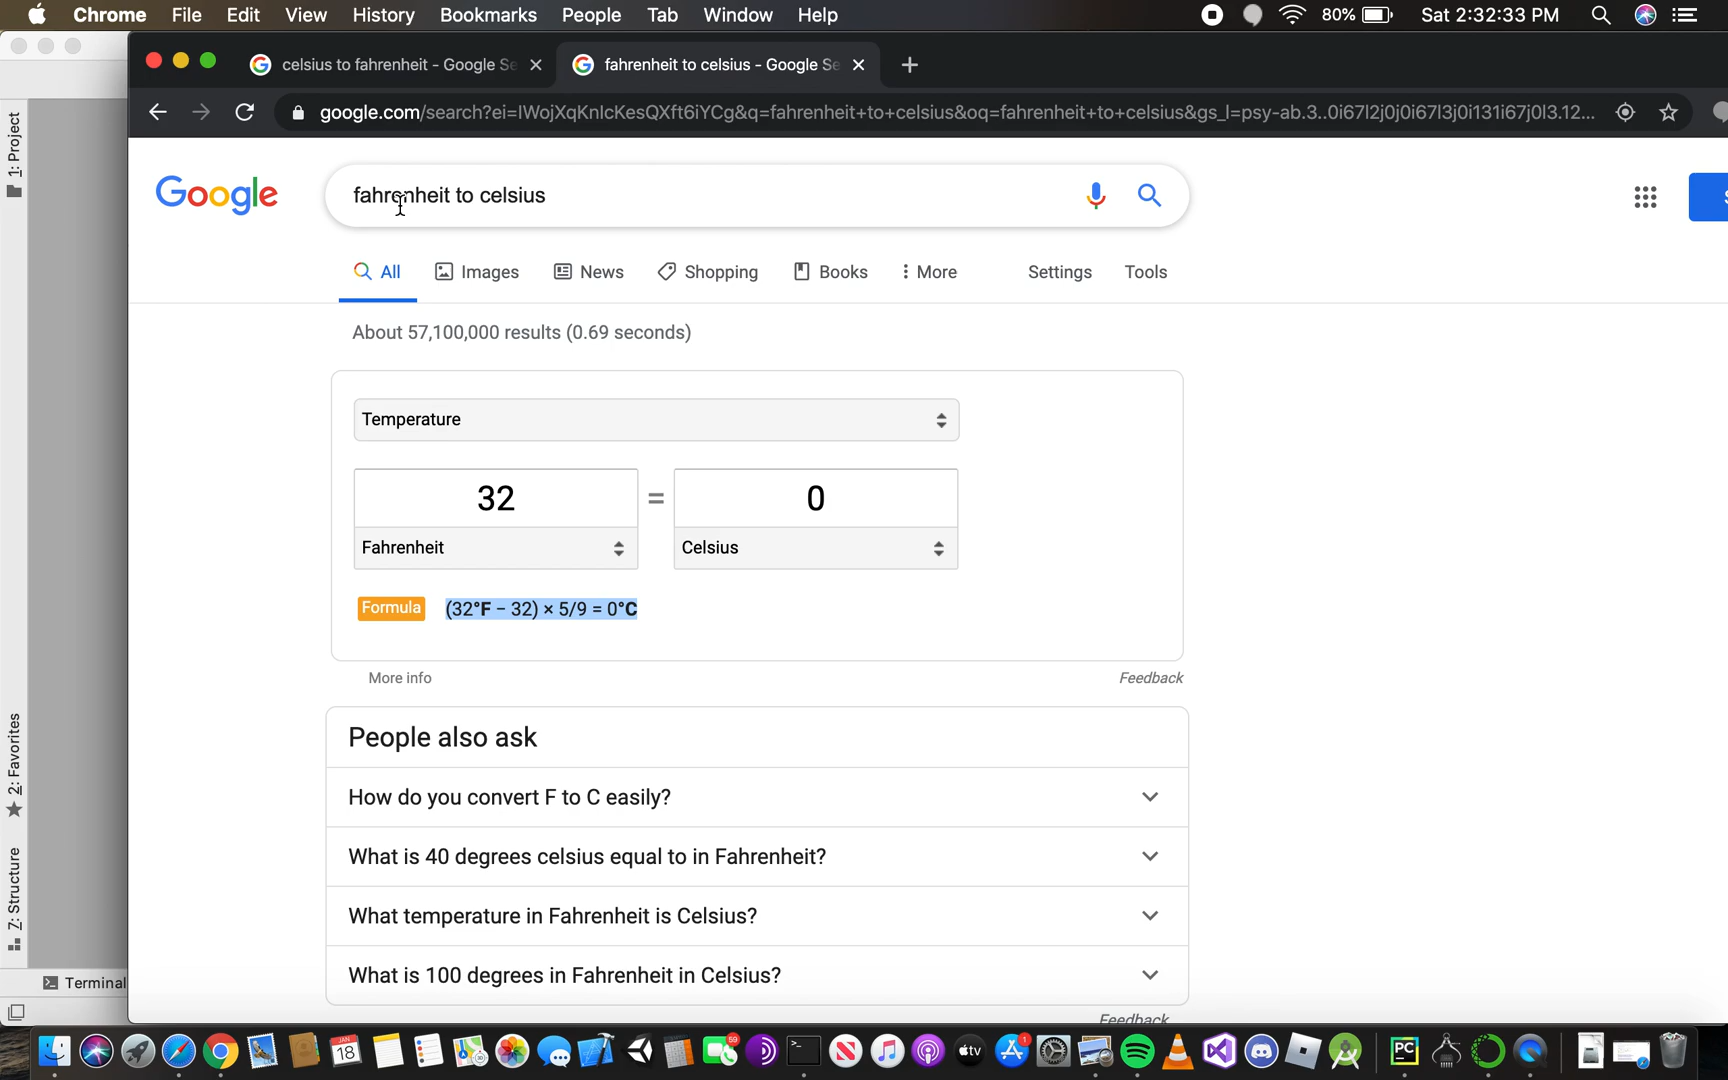 Chrome File Edit View History Bookmarks People Tab Window Help 80% Sat 2:32:33 PM
celsius to fahrenheit - Google Se
fahrenheit to celsius - Google Se
google.com/search?ei=IWojXqKnIcKesQXft6iYCg&q=fahrenheit+to+celsius&oq=fahrenheit+to+celsius&gs_l=psy-ab.3..0i67l2j0j0i67l3j0i131i67j0l3.12...
1: Project
Google
fahrenheit to celsius
All Images News Shopping Books More Settings Tools
About 57,100,000 results (0.69 seconds)
Temperature
32 = 0
Fahrenheit Celsius
Formula (32°F − 32) × 5/9 = 0°C
More info Feedback
People also ask
How do you convert F to C easily?
What is 40 degrees celsius equal to in Fahrenheit?
What temperature in Fahrenheit is Celsius?
What is 100 degrees in Fahrenheit in Celsius?
Feedback
2: Favorites
Z: Structure
Terminal
JAN
18
59
tv
1
PC